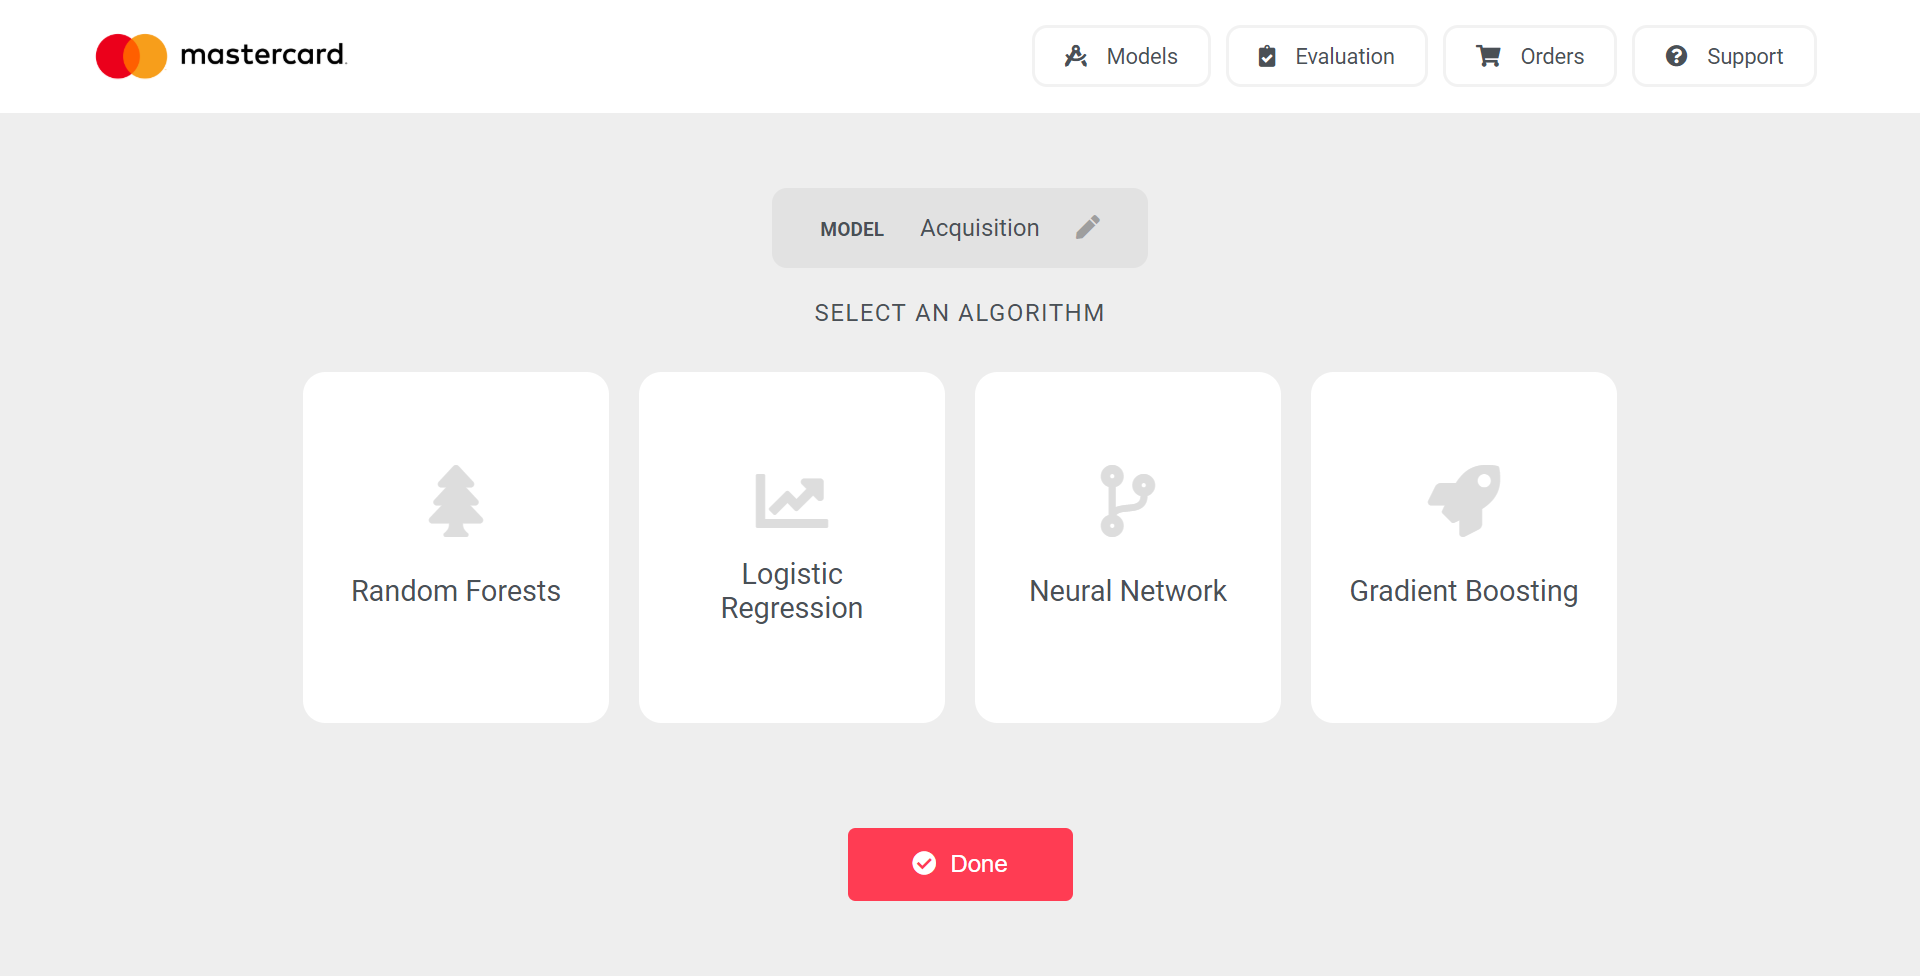 mastercard.
Models
Evaluation
Orders
Support
MODEL Acquisition
SELECT AN ALGORITHM
Random Forests
Logistic
Regression
Neural Network
Gradient Boosting
Done